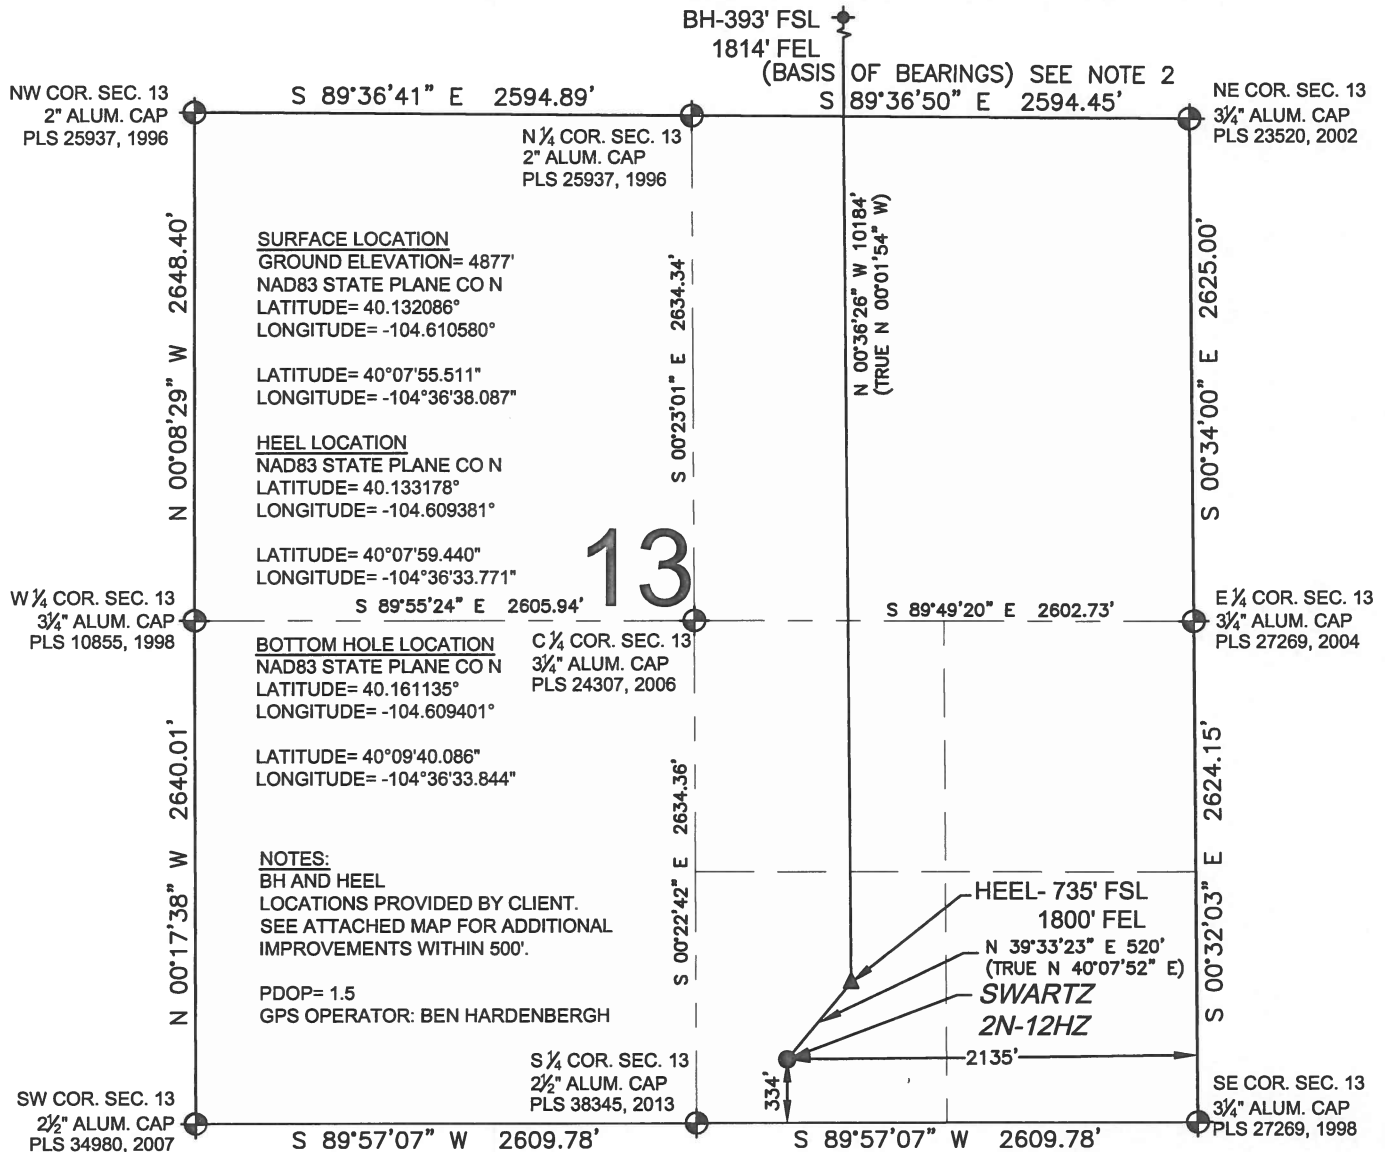 BH-393' FSL
1814' FEL
(BASIS OF BEARINGS) SEE NOTE 2
S 89°36'41" E 2594.89'
S 89°36'50" E 2594.45'
NW COR. SEC. 13
2" ALUM. CAP
PLS 25937, 1996
N ¼ COR. SEC. 13
2" ALUM. CAP
PLS 25937, 1996
NE COR. SEC. 13
3¼" ALUM. CAP
PLS 23520, 2002
N 00°08'29" W 2648.40'
SURFACE LOCATION
GROUND ELEVATION= 4877'
NAD83 STATE PLANE CO N
LATITUDE= 40.132086°
LONGITUDE= -104.610580°
LATITUDE= 40°07'55.511"
LONGITUDE= -104°36'38.087"
HEEL LOCATION
NAD83 STATE PLANE CO N
LATITUDE= 40.133178°
LONGITUDE= -104.609381°
LATITUDE= 40°07'59.440"
LONGITUDE= -104°36'33.771"
S 00°23'01" E 2634.34'
N 00°36'26" W 10184'
(TRUE N 00°01'54" W)
S 00°34'00" E 2625.00'
13
S 89°55'24" E 2605.94'
S 89°49'20" E 2602.73'
W ¼ COR. SEC. 13
3¼" ALUM. CAP
PLS 10855, 1998
C ¼ COR. SEC. 13
3¼" ALUM. CAP
PLS 24307, 2006
E ¼ COR. SEC. 13
3¼" ALUM. CAP
PLS 27269, 2004
BOTTOM HOLE LOCATION
NAD83 STATE PLANE CO N
LATITUDE= 40.161135°
LONGITUDE= -104.609401°
LATITUDE= 40°09'40.086"
LONGITUDE= -104°36'33.844"
N 00°17'38" W 2640.01'
NOTES:
BH AND HEEL
LOCATIONS PROVIDED BY CLIENT.
SEE ATTACHED MAP FOR ADDITIONAL
IMPROVEMENTS WITHIN 500'.
PDOP= 1.5
GPS OPERATOR: BEN HARDENBERGH
S 00°22'42" E 2634.36'
HEEL- 735' FSL
1800' FEL
N 39°33'23" E 520'
(TRUE N 40°07'52" E)
SWARTZ
2N-12HZ
2135'
334'
S 00°32'03" E 2624.15'
SW COR. SEC. 13
2½" ALUM. CAP
PLS 34980, 2007
S ¼ COR. SEC. 13
2½" ALUM. CAP
PLS 38345, 2013
SE COR. SEC. 13
3¼" ALUM. CAP
PLS 27269, 1998
S 89°57'07" W 2609.78'
S 89°57'07" W 2609.78'